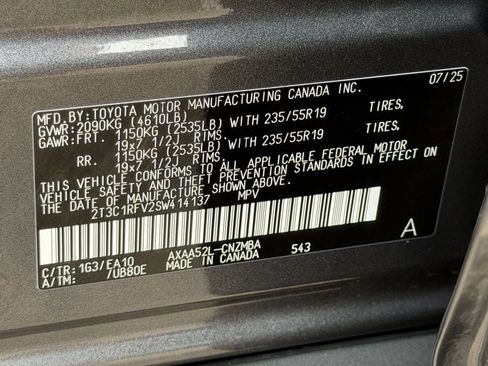 MFD. BY: TOYOTA MOTOR MANUFACTURING CANADA INC. 07/25
GVWR: 2090KG (4610LB)
GAWR: FRT. 1150KG (2535LB) WITH 235/55R19 TIRES,
19x7 1/2J RIMS.
RR. 1150KG (2535LB) WITH 235/55R19 TIRES,
19x7 1/2J RIMS.
THIS VEHICLE CONFORMS TO ALL APPLICABLE FEDERAL MOTOR
VEHICLE SAFETY, BUMPER, AND THEFT PREVENTION STANDARDS IN
EFFECT ON THE DATE OF MANUFACTURE SHOWN ABOVE.
2T3C1RFV2SW414137 MPV
C/TR: 1G3/EA10 AXAA52L-CNZMBA 543
A/TM: /UB80E MADE IN CANADA
A